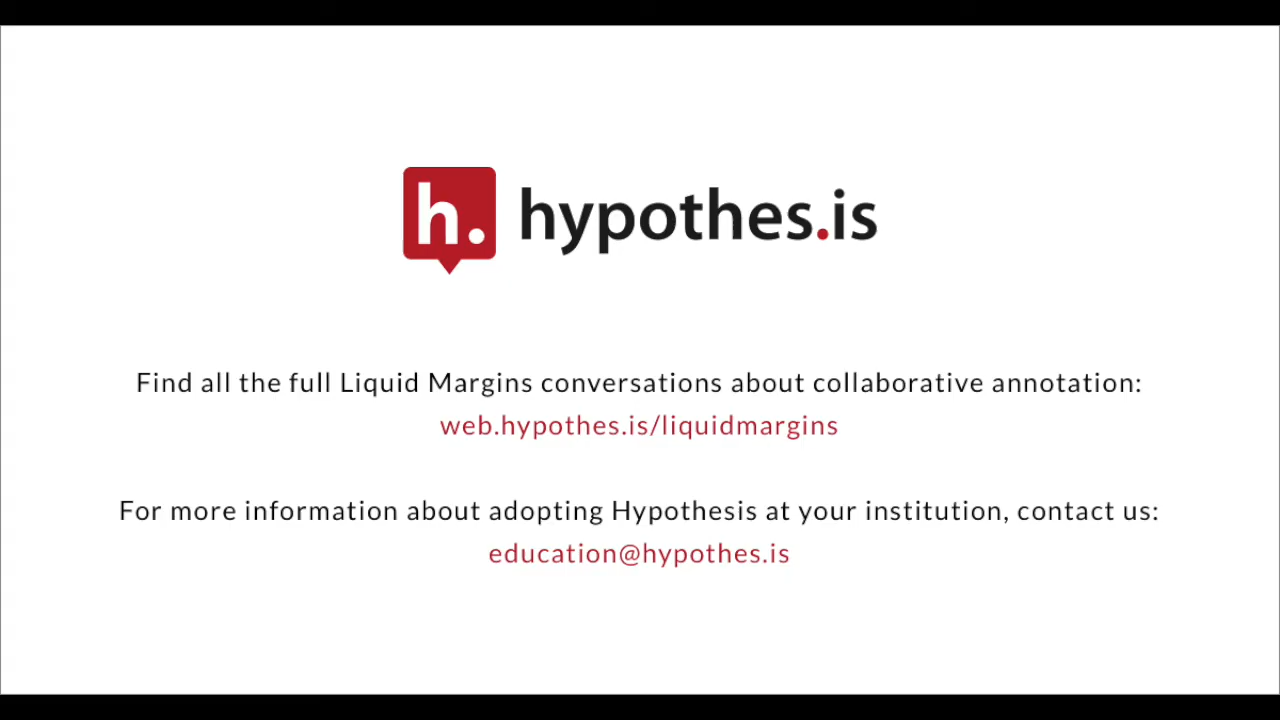 h. hypothes.is
Find all the full Liquid Margins conversations about collaborative annotation:
web.hypothes.is/liquidmargins
For more information about adopting Hypothesis at your institution, contact us:
education@hypothes.is